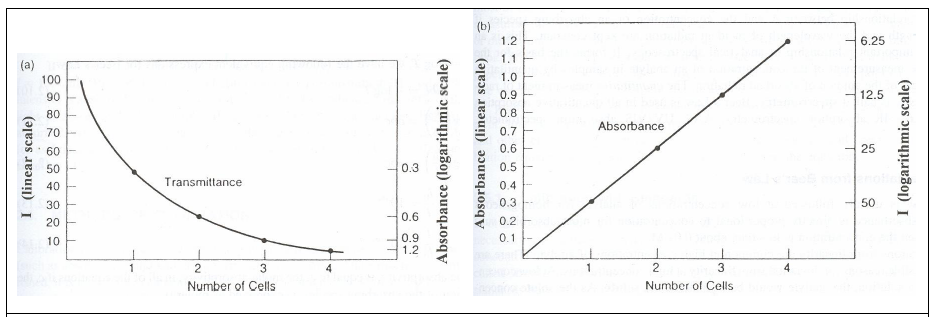 (a)
I (linear scale)
100
90
80
70
60
50
40
30
20
10
Transmittance
0.3
0.6
0.9
1.2
Absorbance (logarithmic scale)
1 2 3 4
Number of Cells
(b)
Absorbance (linear scale)
1.2
1.1
1.0
0.9
0.8
0.7
0.6
0.5
0.4
0.3
0.2
0.1
Absorbance
6.25
12.5
25
50
I (logarithmic scale)
1 2 3 4
Number of Cells